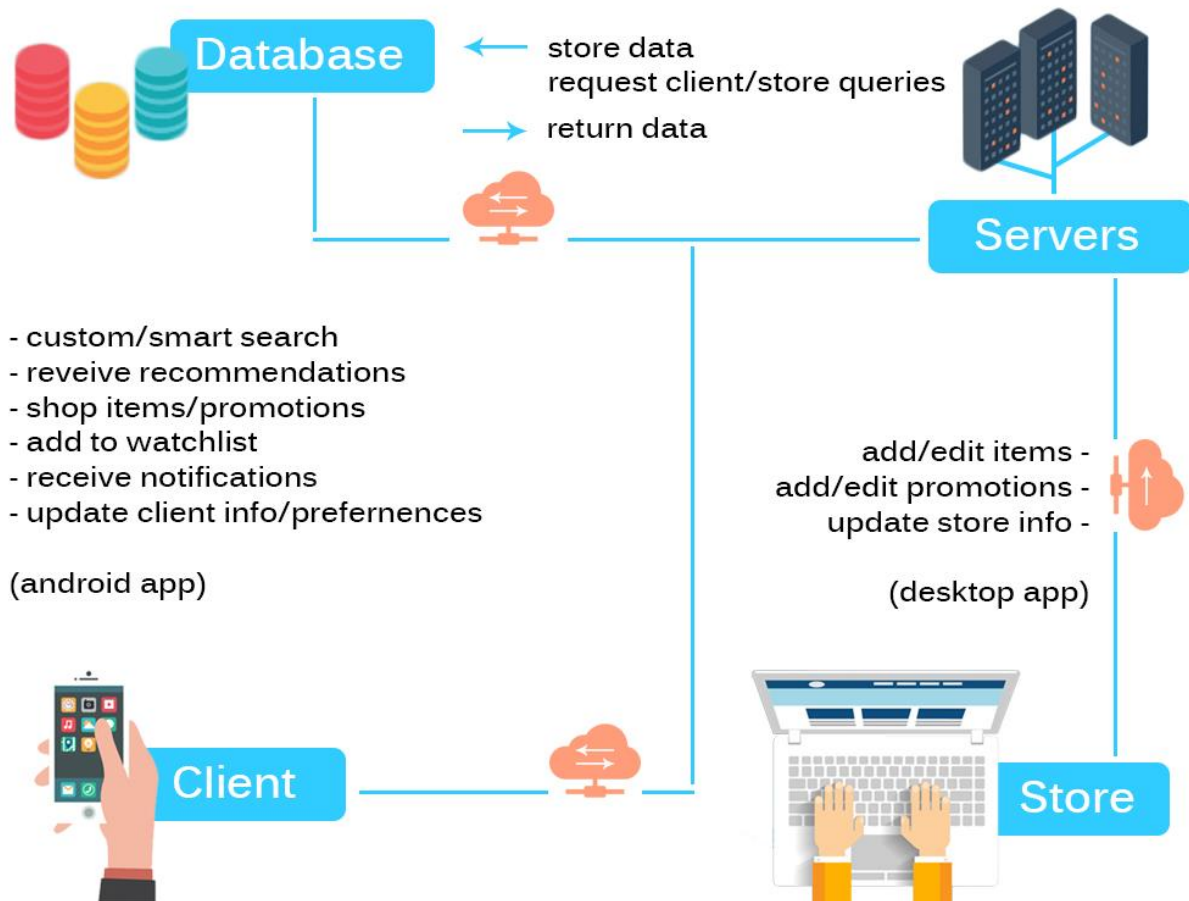 Database
store data
request client/store queries
return data
Servers
- custom/smart search
- reveive recommendations
- shop items/promotions
- add to watchlist
- receive notifications
- update client info/prefernences
(android app)
add/edit items -
add/edit promotions -
update store info -
(desktop app)
Client
Store